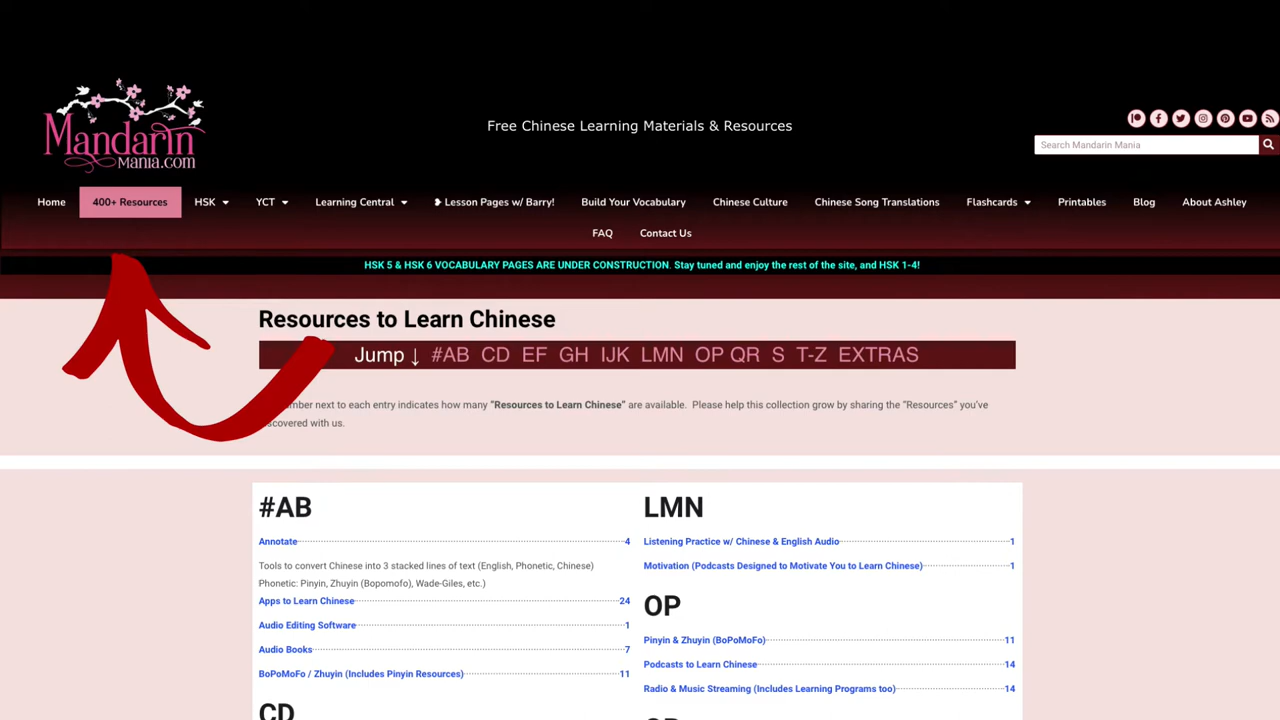 Mandarin
Mania.com
Free Chinese Learning Materials & Resources
Search Mandarin Mania
Home 400+ Resources HSK YCT Learning Central ❥ Lesson Pages w/ Barry! Build Your Vocabulary Chinese Culture Chinese Song Translations Flashcards Printables Blog About Ashley
FAQ Contact Us
HSK 5 & HSK 6 VOCABULARY PAGES ARE UNDER CONSTRUCTION. Stay tuned and enjoy the rest of the site, and HSK 1-4!
Resources to Learn Chinese
Jump ↓ #AB CD EF GH IJK LMN OP QR S T-Z EXTRAS
next to each entry indicates how many "Resources to Learn Chinese" are available. Please help this collection grow by sharing the "Resources" you've
with us.
#AB
Annotate 4
Tools to convert Chinese into 3 stacked lines of text (English, Phonetic, Chinese)
Phonetic: Pinyin, Zhuyin (Bopomofo), Wade-Giles, etc.)
Apps to Learn Chinese 24
Audio Editing Software 1
Audio Books 7
BoPoMoFo / Zhuyin (Includes Pinyin Resources) 11
CD
LMN
Listening Practice w/ Chinese & English Audio 1
Motivation (Podcasts Designed to Motivate You to Learn Chinese) 1
OP
Pinyin & Zhuyin (BoPoMoFo) 11
Podcasts to Learn Chinese 14
Radio & Music Streaming (Includes Learning Programs too) 14